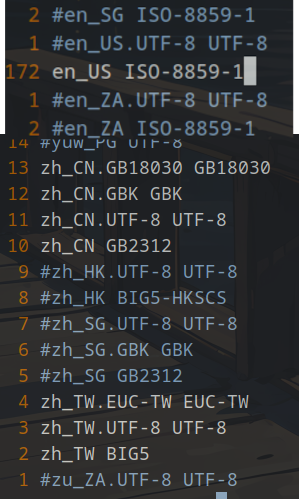 2 #en_SG ISO-8859-1
1 #en_US.UTF-8 UTF-8
172 en_US ISO-8859-1
1 #en_ZA.UTF-8 UTF-8
2 #en_ZA ISO-8859-1
14 #yuw_PG UTF-8
13 zh_CN.GB18030 GB18030
12 zh_CN.GBK GBK
11 zh_CN.UTF-8 UTF-8
10 zh_CN GB2312
9 #zh_HK.UTF-8 UTF-8
8 #zh_HK BIG5-HKSCS
7 #zh_SG.UTF-8 UTF-8
6 #zh_SG.GBK GBK
5 #zh_SG GB2312
4 zh_TW.EUC-TW EUC-TW
3 zh_TW.UTF-8 UTF-8
2 zh_TW BIG5
1 #zu_ZA.UTF-8 UTF-8